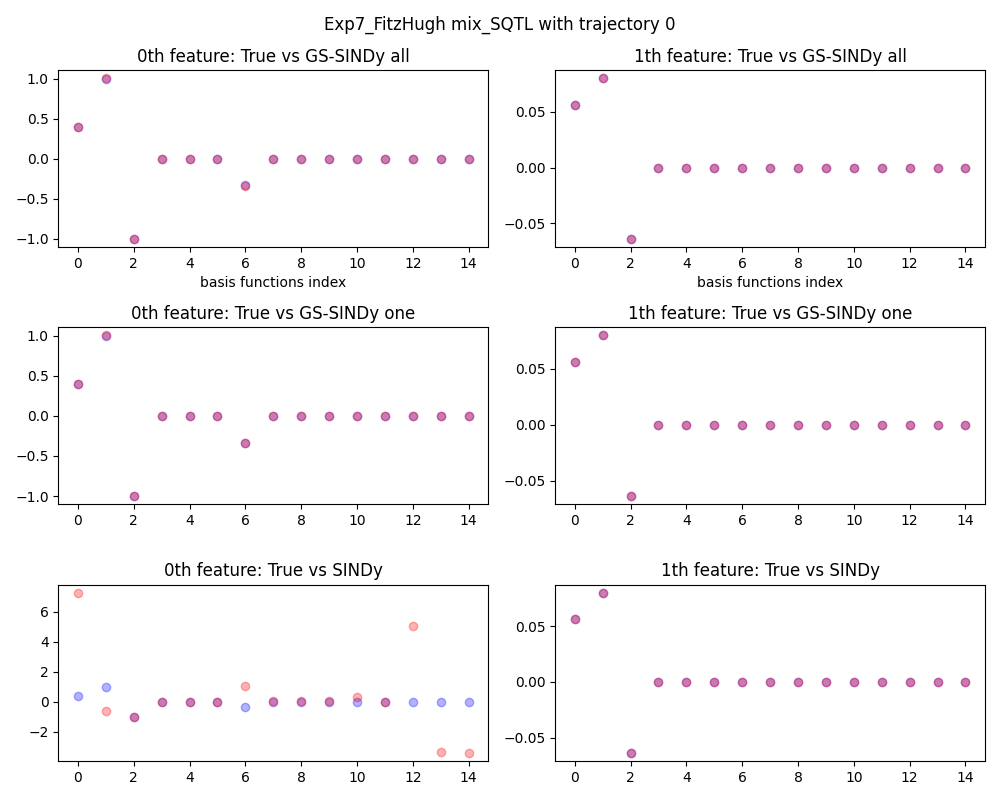 Exp7_FitzHugh mix_SQTL with trajectory 0
0th feature: True vs GS-SINDy all
1.0
0.5
0.0
−0.5
−1.0
0 2 4 6 8 10 12 14
basis functions index
1th feature: True vs GS-SINDy all
0.05
0.00
−0.05
0 2 4 6 8 10 12 14
basis functions index
0th feature: True vs GS-SINDy one
1.0
0.5
0.0
−0.5
−1.0
0 2 4 6 8 10 12 14
1th feature: True vs GS-SINDy one
0.05
0.00
−0.05
0 2 4 6 8 10 12 14
0th feature: True vs SINDy
6
4
2
0
−2
0 2 4 6 8 10 12 14
1th feature: True vs SINDy
0.05
0.00
−0.05
0 2 4 6 8 10 12 14